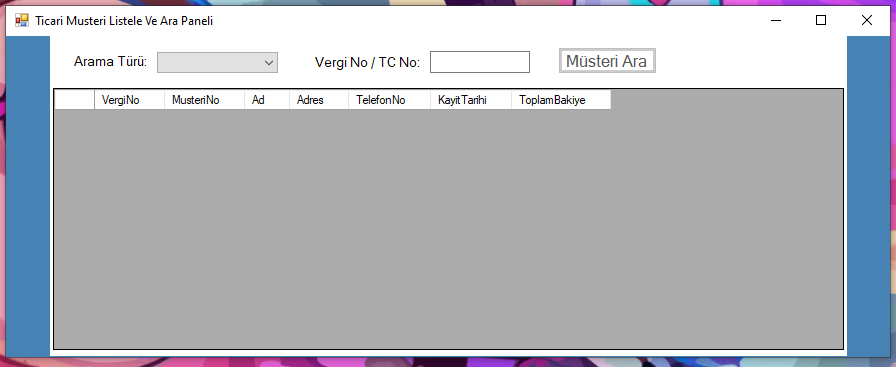 Ticari Musteri Listele Ve Ara Paneli
Arama Türü: Vergi No / TC No: Müsteri Ara
VergiNo MusteriNo Ad Adres TelefonNo KayitTarihi ToplamBakiye